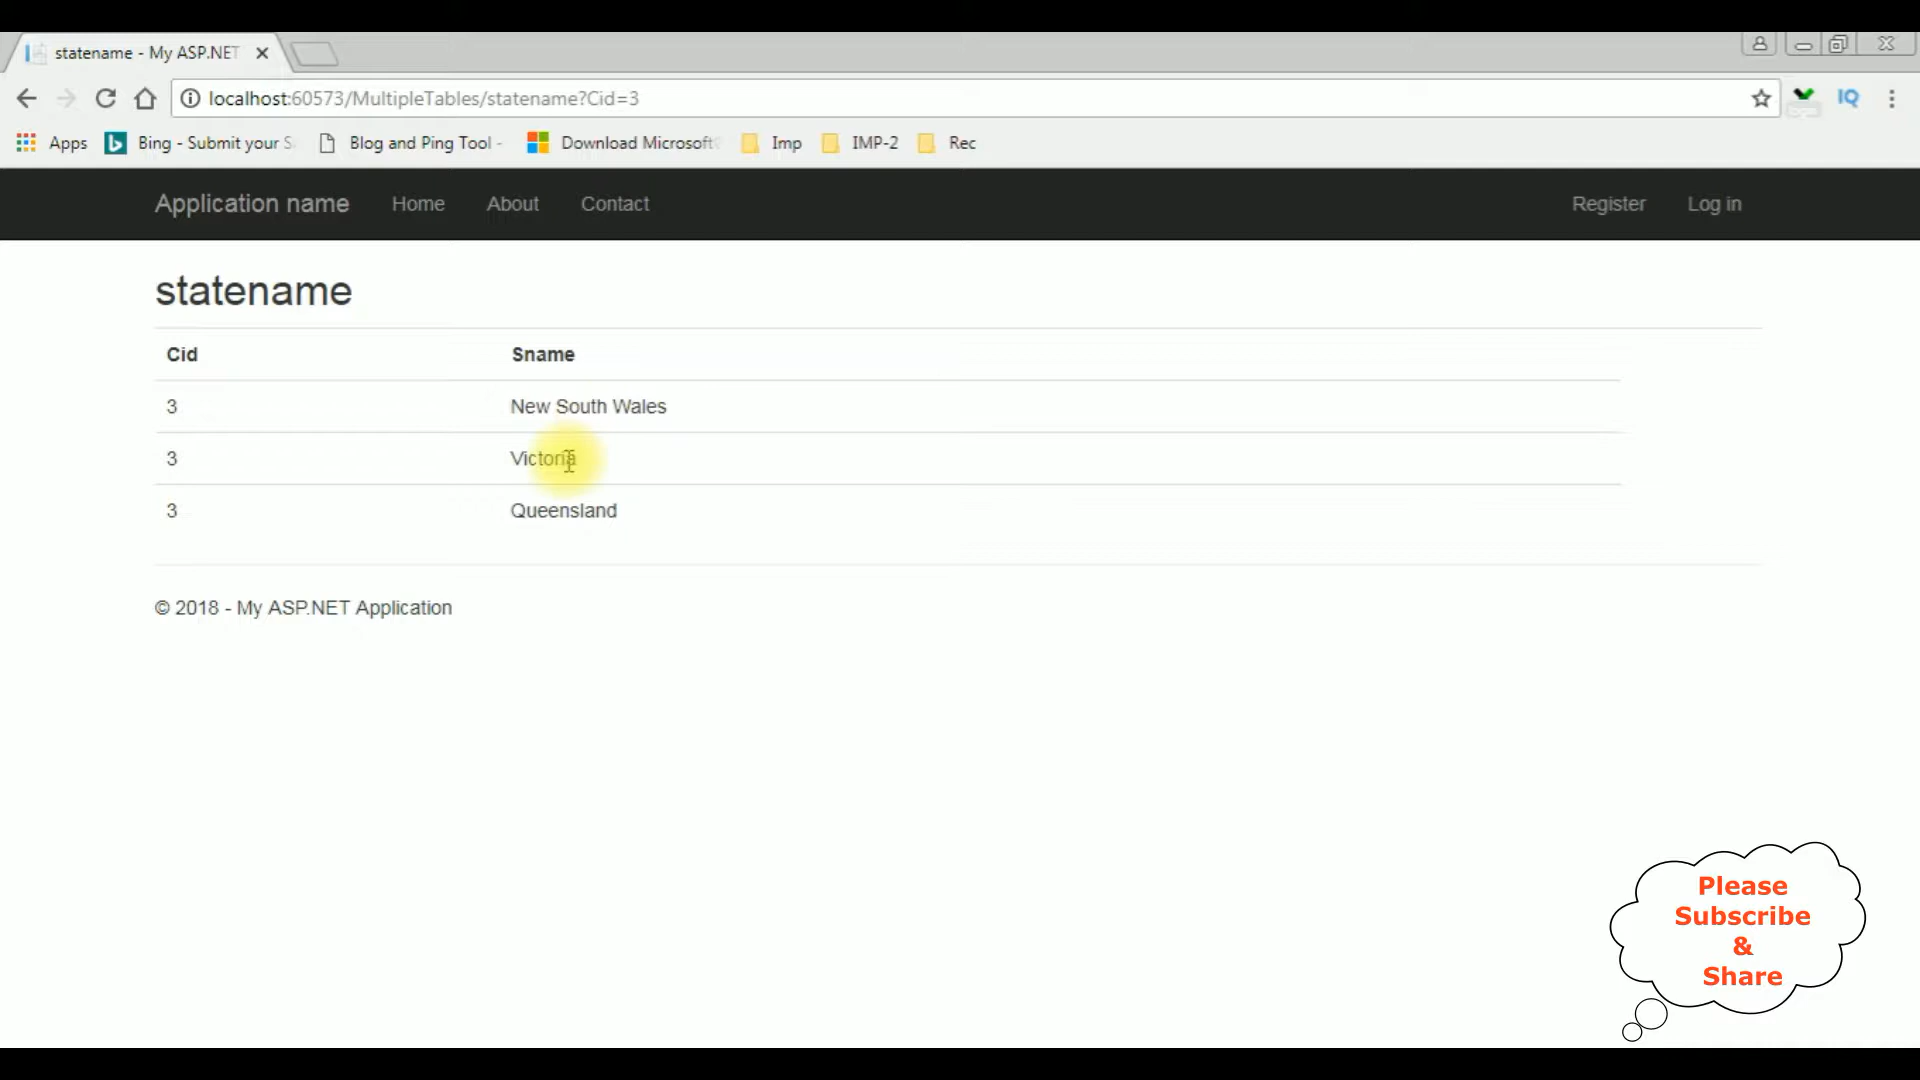 statename - My ASP.NET
localhost:60573/MultipleTables/statename?Cid=3
IQ
Apps Bing - Submit your S Blog and Ping Tool - Download Microsoft Imp IMP-2 Rec
Application name Home About Contact Register Log in
statename
Cid Sname
3 New South Wales
3 Victoria
3 Queensland
© 2018 - My ASP.NET Application
Please
Subscribe
&
Share